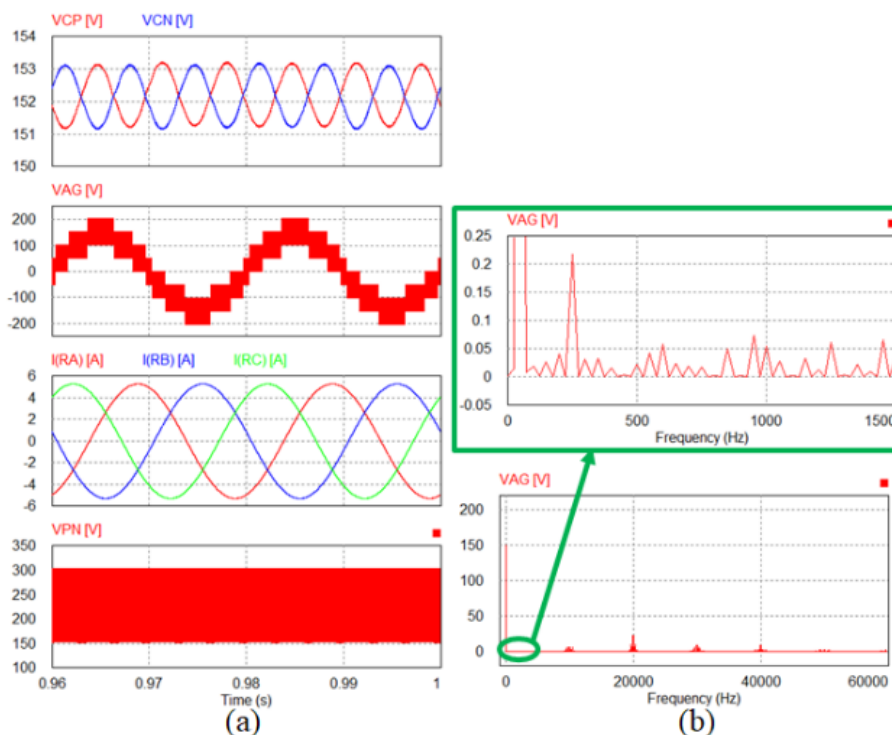 VCP [V] VCN [V]
154
153
152
151
150
VAG [V]
200
100
0
-100
-200
I(RA) [A] I(RB) [A] I(RC) [A]
6
4
2
0
-2
-4
-6
VPN [V]
350
300
250
200
150
100
0.96 0.97 0.98 0.99 1
Time (s)
(a)
VAG [V]
0.25
0.2
0.15
0.1
0.05
0
-0.05
0 500 1000 1500
Frequency (Hz)
VAG [V]
200
150
100
50
0
0 20000 40000 60000
Frequency (Hz)
(b)